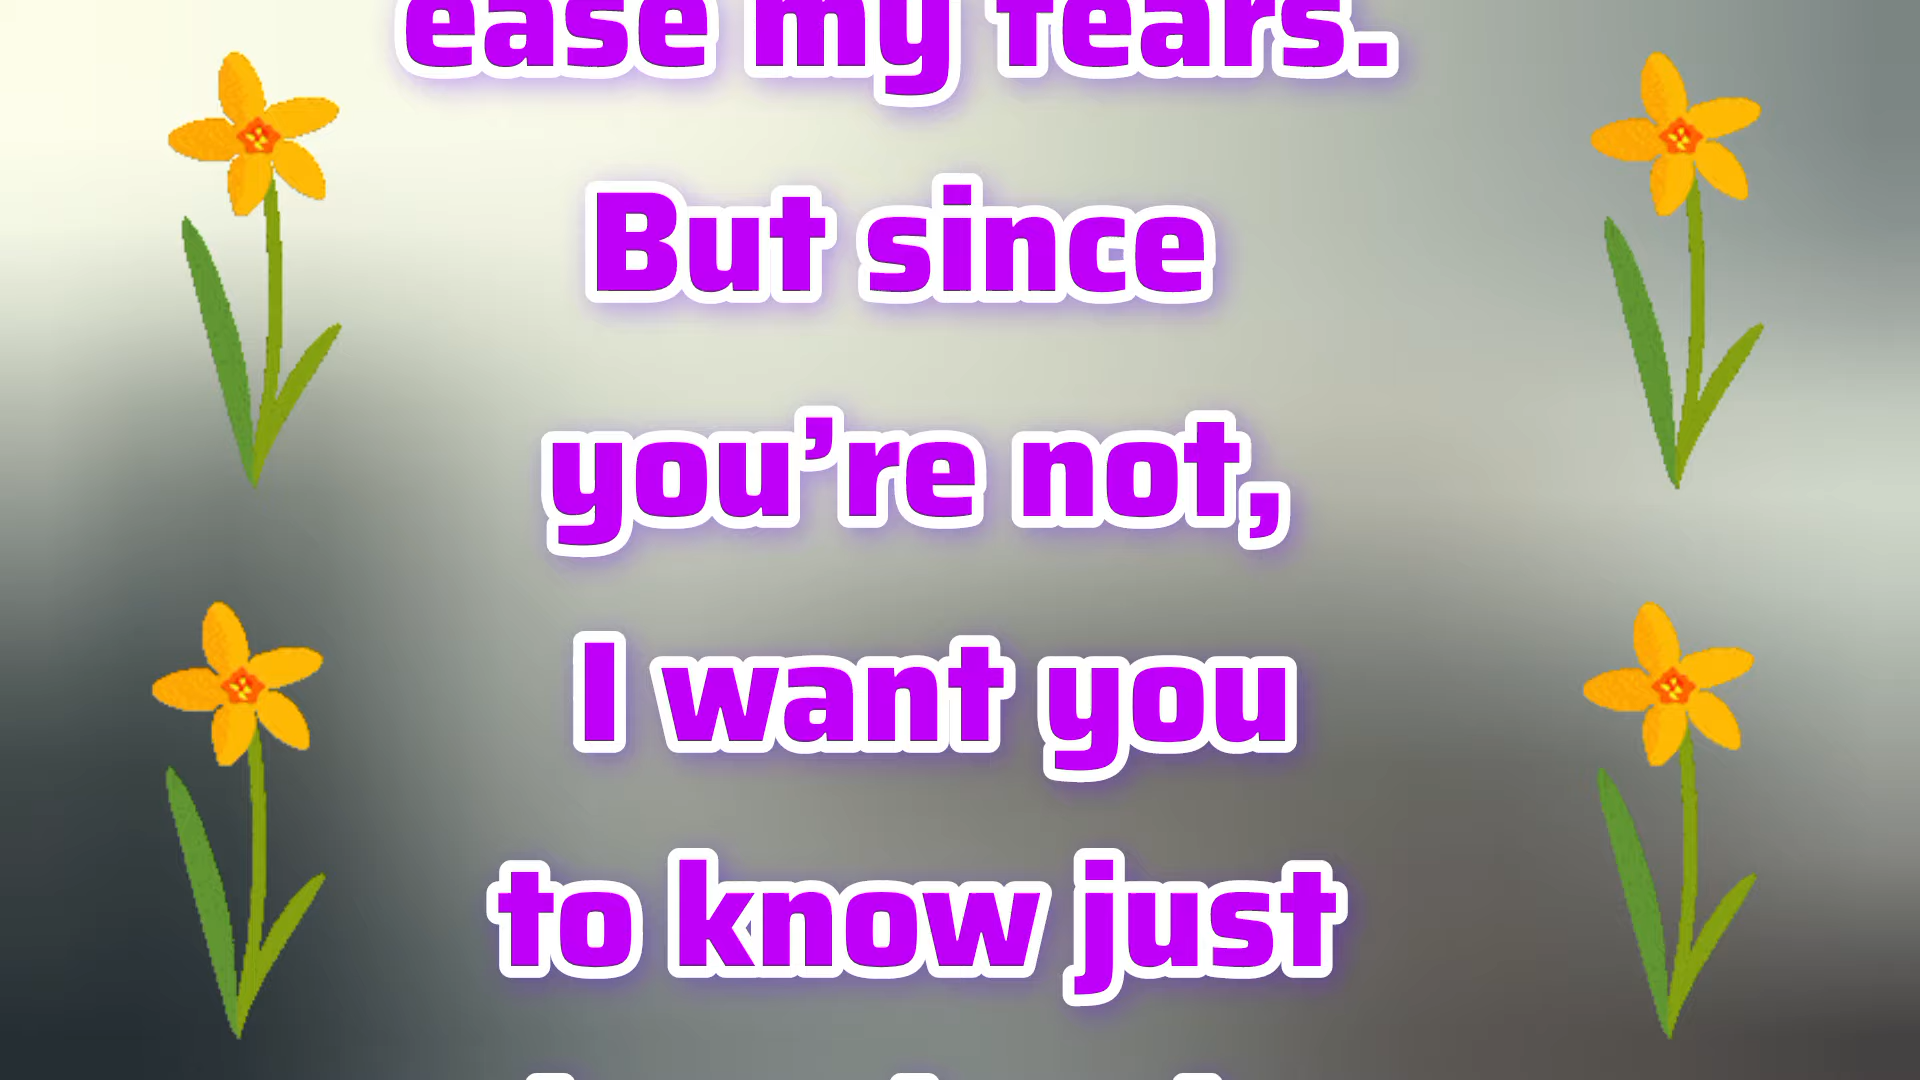 ease my fears.
But since
you’re not,
I want you
to know just